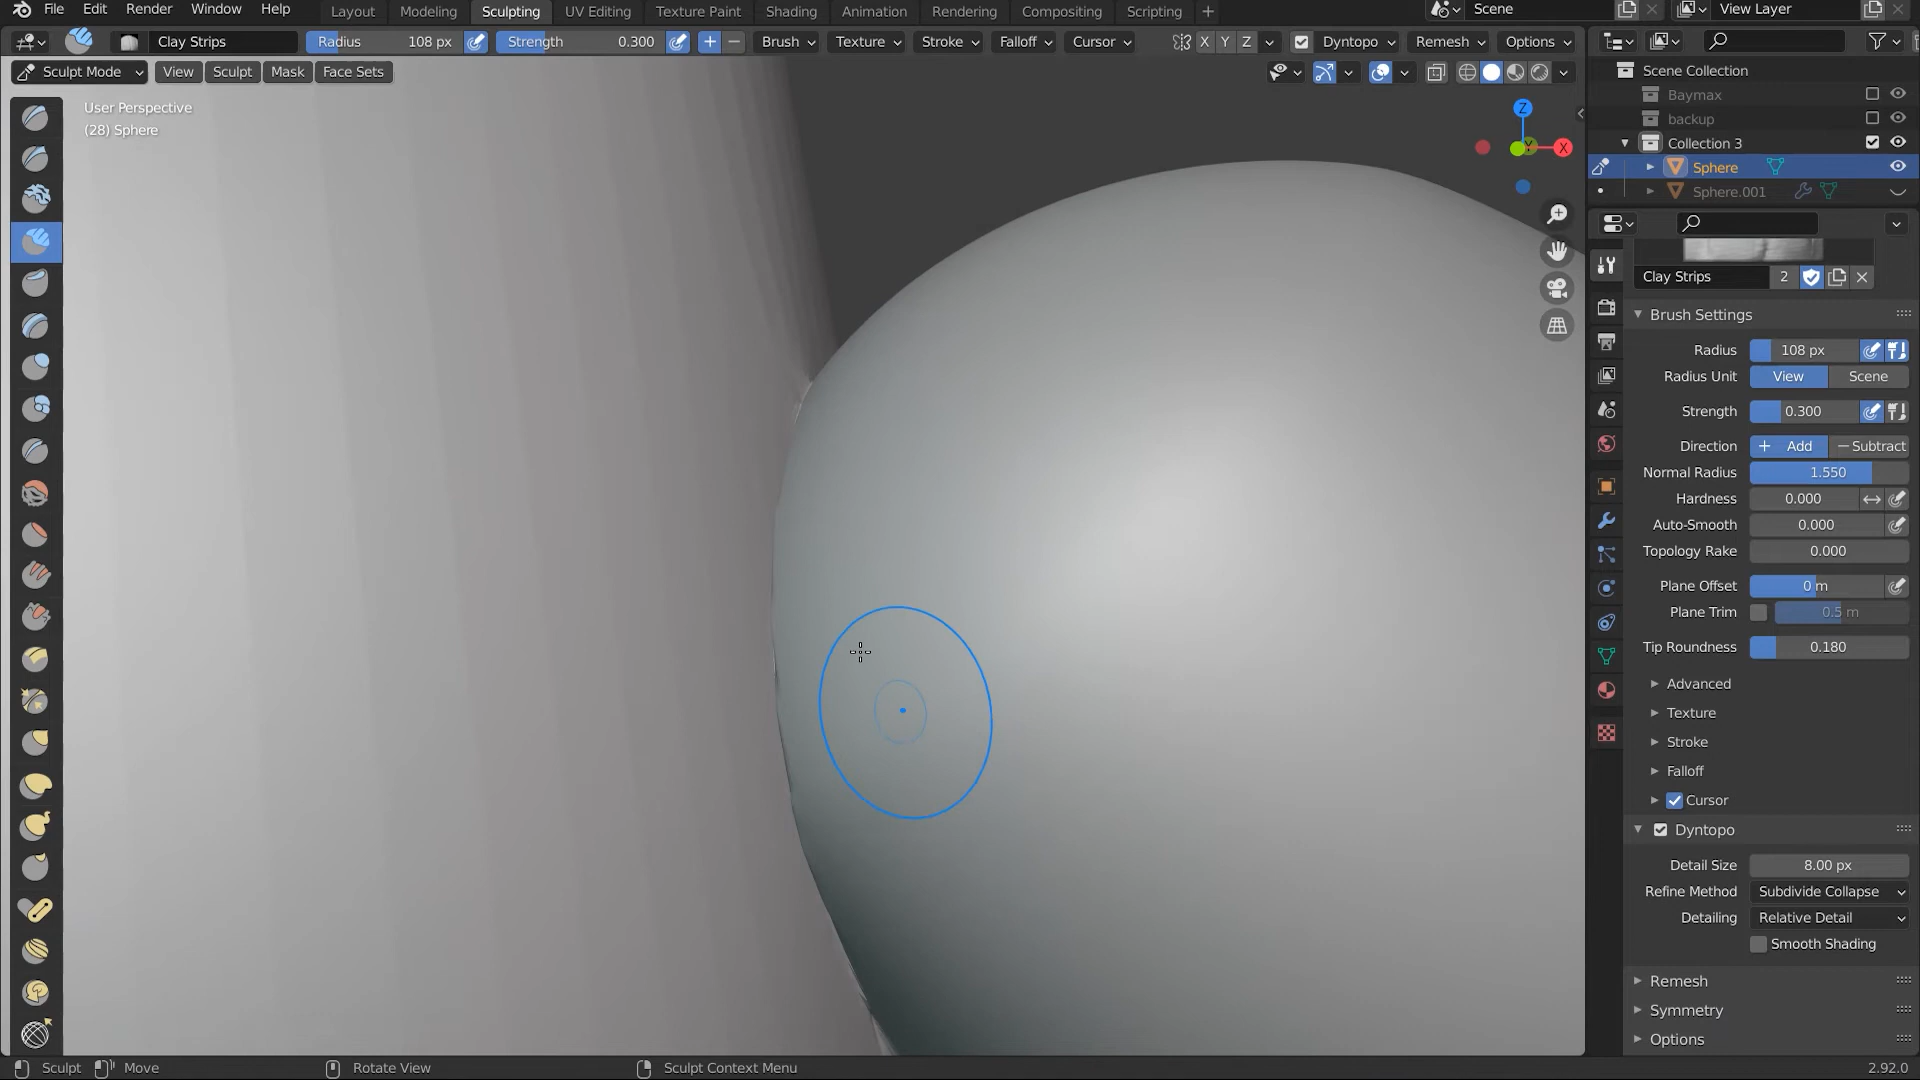 File Edit Render Window Help Layout Modeling Sculpting UV Editing Texture Paint Shading Animation Rendering Compositing Scripting + Scene View Layer
Clay Strips Radius 108 px Strength 0.300 Brush Texture Stroke Falloff Cursor X Y Z Dyntopo Remesh Options
Sculpt Mode View Sculpt Mask Face Sets
User Perspective
(28) Sphere
Z
Y
X
Scene Collection
Baymax
backup
Collection 3
Sphere
Sphere.001
Clay Strips 2
Brush Settings
Radius 108 px
Radius Unit View Scene
Strength 0.300
Direction + Add − Subtract
Normal Radius 1.550
Hardness 0.000
Auto-Smooth 0.000
Topology Rake 0.000
Plane Offset 0 m
Plane Trim 0.5 m
Tip Roundness 0.180
Advanced
Texture
Stroke
Falloff
Cursor
Dyntopo
Detail Size 8.00 px
Refine Method Subdivide Collapse
Detailing Relative Detail
Smooth Shading
Remesh
Symmetry
Options
Sculpt Move Rotate View Sculpt Context Menu 2.92.0